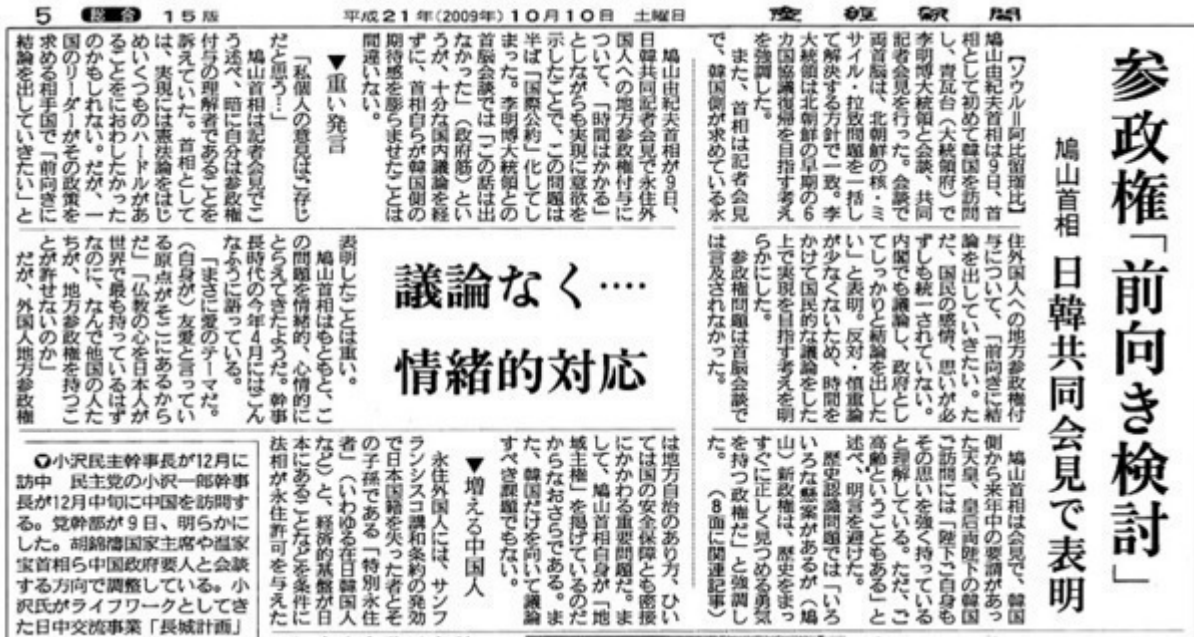 5 総合 15版 平成21年(2009年)10月10日 土曜日 産經新聞
参政権「前向き検討」
鳩山首相 日韓共同会見で表明
【ソウル=阿比留瑠比】
鳩山由紀夫首相は9日、首
相として初めて韓国を訪問
し、青瓦台(大統領府)で
李明博大統領と会談、共同
記者会見を行った。会談で
両首脳は、北朝鮮の核・ミ
サイル・拉致問題を一括し
て解決する方針で一致。李
大統領は北朝鮮の早期の6
カ国協議復帰を目指す考え
を強調した。
また、首相は記者会見
で、韓国側が求めている永
住外国人への地方参政権付
与について、「前向きに結
論を出していきたい。た
だ、国民の感情、思いが必
ずしも統一されていない。
内閣でも議論し、政府とし
てしっかりと結論を出した
い」と表明。反対・慎重論
が少なくないため、時間を
かけて国民的な議論をした
上で実現を目指す考えを明
らかにした。
参政権問題は首脳会談で
は言及されなかった。
鳩山首相は会見で、韓国
側から来年中の要請があっ
た天皇、皇后両陛下の韓国
ご訪問には「陛下ご自身も
その思いを強く持っている
と理解している。ただ、ご
高齢ということもある」と
述べ、明言を避けた。
歴史認識問題では「いろ
いろな懸案があるが(鳩
山)新政権は、歴史をまっ
すぐに正しく見つめる勇気
を持つ政権だ」と強調し
た。(8面に関連記事)
議論なく‥‥
情緒的対応
鳩山由紀夫首相が9日、
日韓共同記者会見で永住外
国人への地方参政権付与に
ついて、「時間はかかる」
としながらも実現に意欲を
示したことで、この問題は
半ば「国際公約」化してし
まった。李明博大統領との
首脳会談では「この話は出
なかった」(政府筋)とい
うが、十分な国内議論を経
ずに、首相自らが韓国側の
期待感を膨らませたことは
間違いない。
▼重い発言
「私個人の意見はご存じ
だと思う…」
鳩山首相は記者会見でこ
う述べ、暗に自分は参政権
付与の理解者であることを
訴えていた。首相として
は、実現には憲法論をはじ
めいくつものハードルがあ
ることをにおわしたかった
のかもしれない。だが、一
国のリーダーがその政策を
求める相手国で「前向きに
結論を出していきたい」と
表明したことは重い。
鳩山首相はもともと、こ
の問題を情緒的、心情的に
とらえてきたようだ。幹事
長時代の今年4月にはこん
なふうに語っている。
「まさに愛のテーマだ。
(自身が)友愛と言ってい
る原点がそこにあるから
だ」「仏教の心を日本人が
世界で最も持っているはず
なのに、なんで他国の人た
ちが、地方参政権を持つこ
とが許せないのか」
だが、外国人地方参政権
は地方自治のあり方、ひい
ては国の安全保障とも密接
にかかわる重要問題だ。ま
して、鳩山首相自身が「地
域主権」を掲げているのだ
からなおさらである。ま
た、韓国だけを向いて議論
すべき課題でもない。
▼増える中国人
永住外国人には、サンフ
ランシスコ講和条約の発効
で日本国籍を失った者とそ
の子孫である「特別永住
者」(いわゆる在日韓国人
など)と、経済的基盤が日
本にあることなどを条件に
法相が永住許可を与えた
小沢民主幹事長が12月に
訪中 民主党の小沢一郎幹事
長が12月中旬に中国を訪問す
る。党幹部が9日、明らかに
した。胡錦濤国家主席や温家
宝首相ら中国政府要人と会談
する方向で調整している。小
沢氏がライフワークとしてき
た日中交流事業「長城計画」